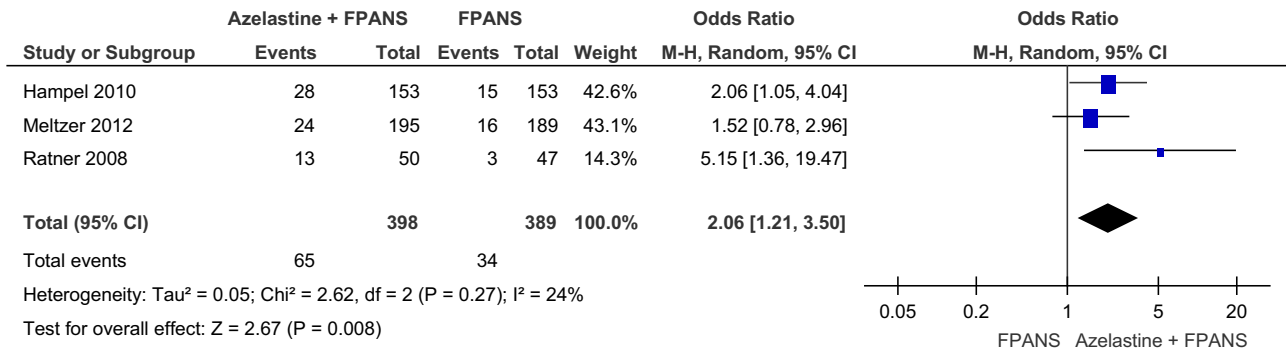 Azelastine + FPANS FPANS Odds Ratio Odds Ratio
Study or Subgroup Events Total Events Total Weight M-H, Random, 95% CI M-H, Random, 95% CI
Hampel 2010 28 153 15 153 42.6% 2.06 [1.05, 4.04]
Meltzer 2012 24 195 16 189 43.1% 1.52 [0.78, 2.96]
Ratner 2008 13 50 3 47 14.3% 5.15 [1.36, 19.47]
Total (95% CI) 398 389 100.0% 2.06 [1.21, 3.50]
Total events 65 34
Heterogeneity: Tau² = 0.05; Chi² = 2.62, df = 2 (P = 0.27); I² = 24%
Test for overall effect: Z = 2.67 (P = 0.008)
0.05 0.2 1 5 20
FPANS Azelastine + FPANS